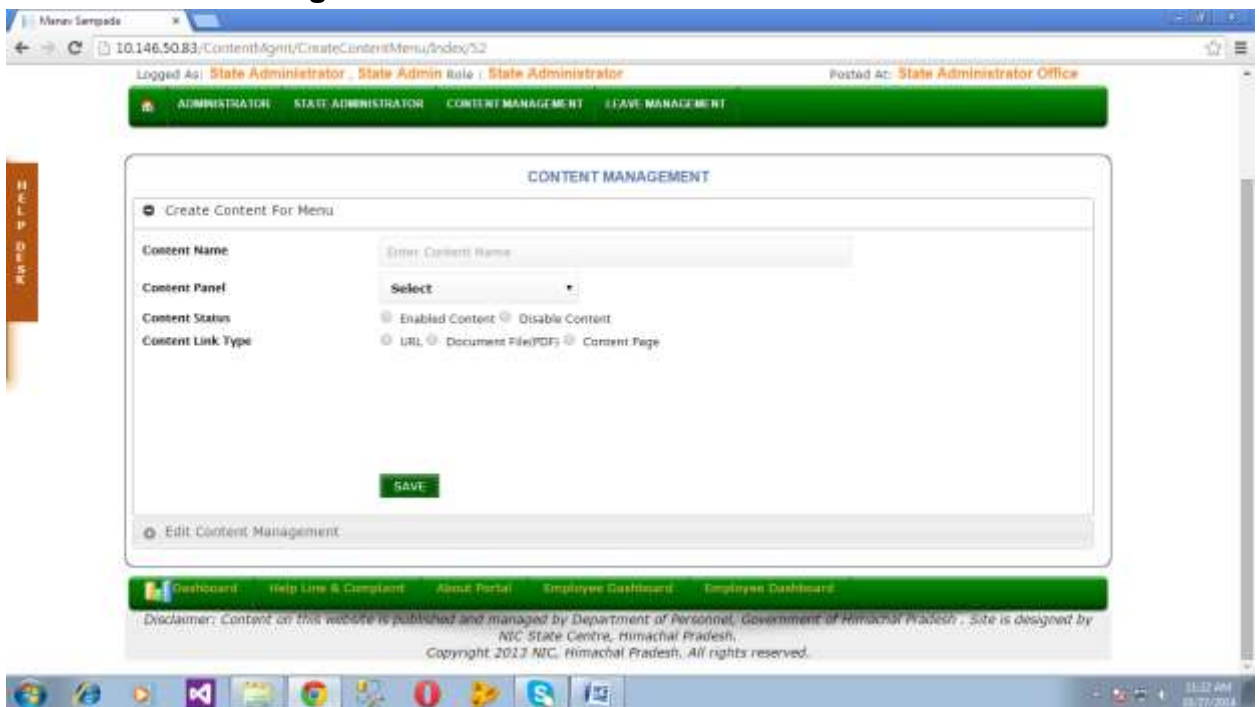 Manav Sampada
10.146.50.83/ContentMgmt/CreateContentMenu/Index/52
Logged As: State Administrator , State Admin Role : State Administrator Posted At: State Administrator Office
ADMINISTRATOR STATE ADMINISTRATOR CONTENT MANAGEMENT LEAVE MANAGEMENT
HELP DESK
CONTENT MANAGEMENT
Create Content For Menu
Content Name Enter Content Name
Content Panel Select
Content Status Enabled Content Disable Content
Content Link Type URL Document File(PDF) Content Page
SAVE
Edit Content Management
Dashboard Help Line & Complaint About Portal Employee Dashboard Employee Dashboard
Disclaimer: Content on this website is published and managed by Department of Personnel, Government of Himachal Pradesh . Site is designed by
NIC State Centre, Himachal Pradesh.
Copyright 2013 NIC, Himachal Pradesh. All rights reserved.